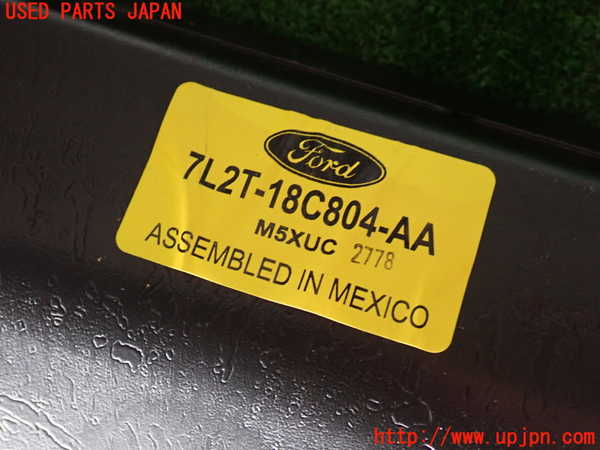 USED PARTS JAPAN
Ford
7L2T-18C804-AA
M5XUC 2778
ASSEMBLED IN MEXICO
http://www.upjpn.com